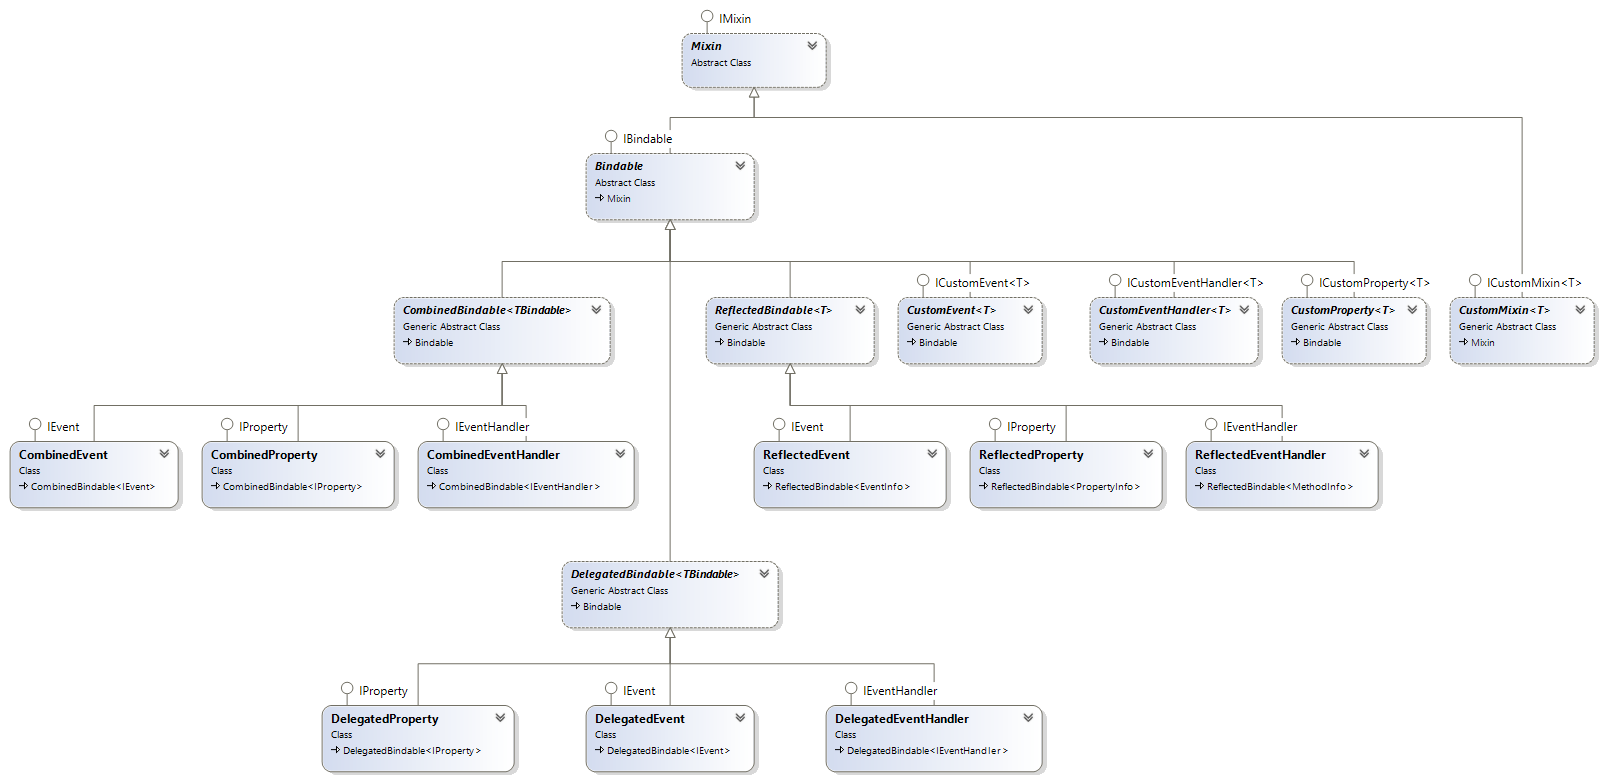 IMixin
Mixin
Abstract Class
IBindable
Bindable
Abstract Class
Mixin
ICustomEvent<T>
ICustomEventHandler<T>
ICustomProperty<T>
ICustomMixin<T>
CombinedBindable<TBindable>
Generic Abstract Class
Bindable
ReflectedBindable<T>
Generic Abstract Class
Bindable
CustomEvent<T>
Generic Abstract Class
Bindable
CustomEventHandler<T>
Generic Abstract Class
Bindable
CustomProperty<T>
Generic Abstract Class
Bindable
CustomMixin<T>
Generic Abstract Class
Mixin
IEvent
CombinedEvent
Class
CombinedBindable<IEvent>
IProperty
CombinedProperty
Class
CombinedBindable<IProperty>
IEventHandler
CombinedEventHandler
Class
CombinedBindable<IEventHandler>
IEvent
ReflectedEvent
Class
ReflectedBindable<EventInfo>
IProperty
ReflectedProperty
Class
ReflectedBindable<PropertyInfo>
IEventHandler
ReflectedEventHandler
Class
ReflectedBindable<MethodInfo>
DelegatedBindable<TBindable>
Generic Abstract Class
Bindable
IProperty
DelegatedProperty
Class
DelegatedBindable<IProperty>
IEvent
DelegatedEvent
Class
DelegatedBindable<IEvent>
IEventHandler
DelegatedEventHandler
Class
DelegatedBindable<IEventHandler>